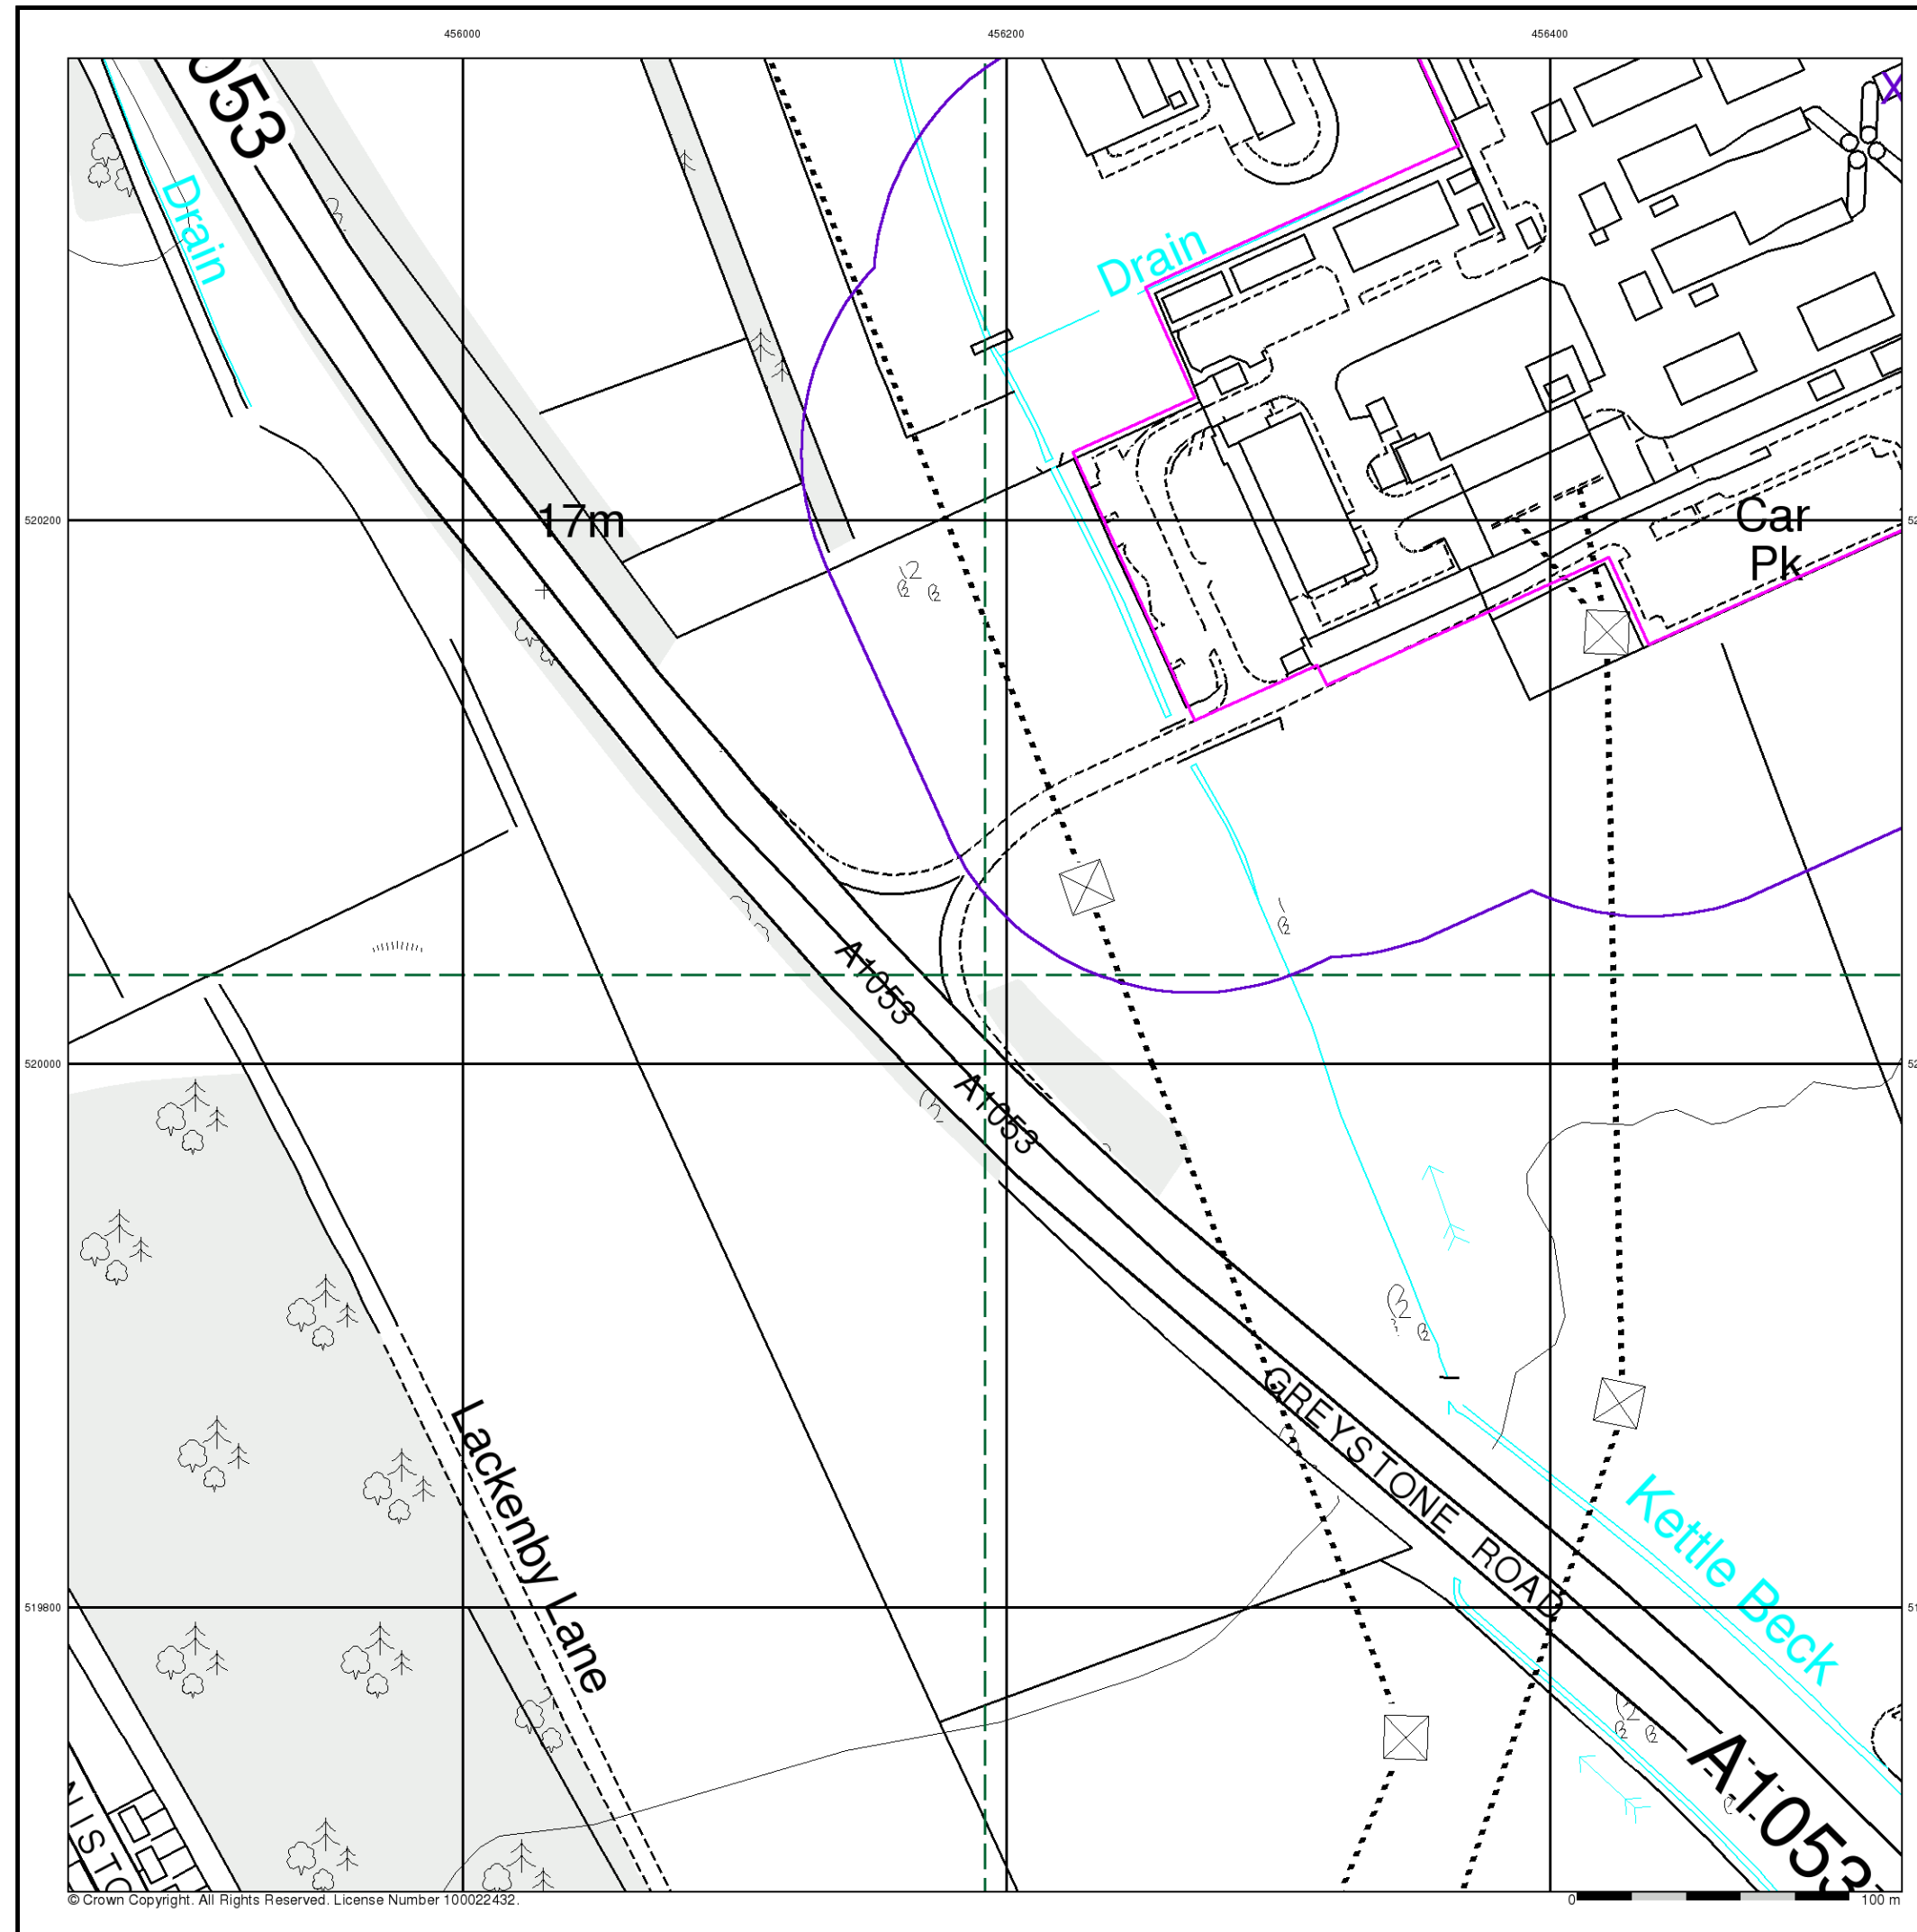 456000
456200
456400
053
Drain
Drain
17m
Car
Pk
520200
A1053
A1053
520000
GREYSTONE ROAD
Kettle Beck
Lackenby Lane
519800
A1053
© Crown Copyright. All Rights Reserved. License Number 100022432.
0
100 m